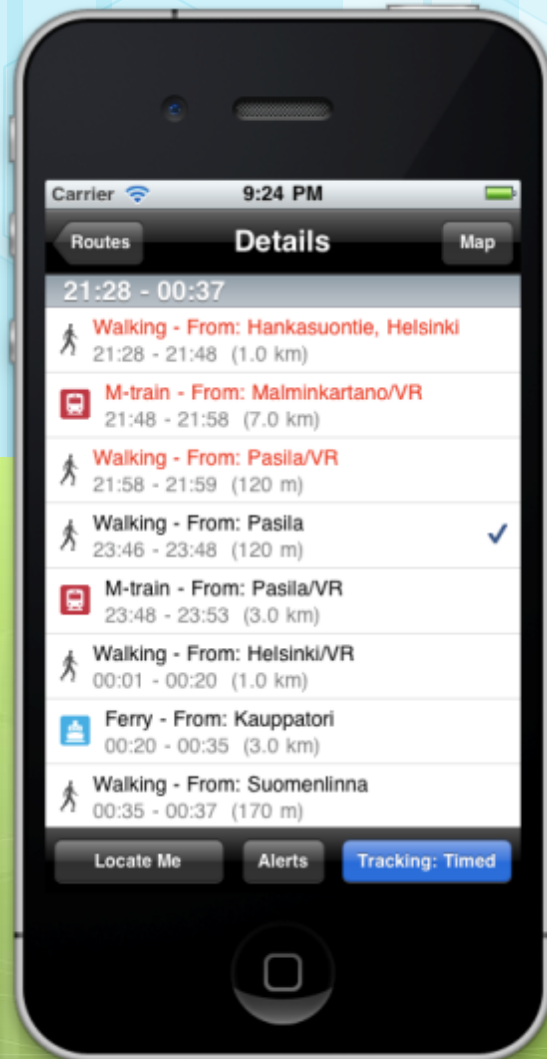 Carrier 9:24 PM
Routes Details Map
21:28 - 00:37
Walking - From: Hankasuontie, Helsinki
21:28 - 21:48 (1.0 km)
M-train - From: Malminkartano/VR
21:48 - 21:58 (7.0 km)
Walking - From: Pasila/VR
21:58 - 21:59 (120 m)
Walking - From: Pasila
23:46 - 23:48 (120 m)
M-train - From: Pasila/VR
23:48 - 23:53 (3.0 km)
Walking - From: Helsinki/VR
00:01 - 00:20 (1.0 km)
Ferry - From: Kauppatori
00:20 - 00:35 (3.0 km)
Walking - From: Suomenlinna
00:35 - 00:37 (170 m)
Locate Me Alerts Tracking: Timed